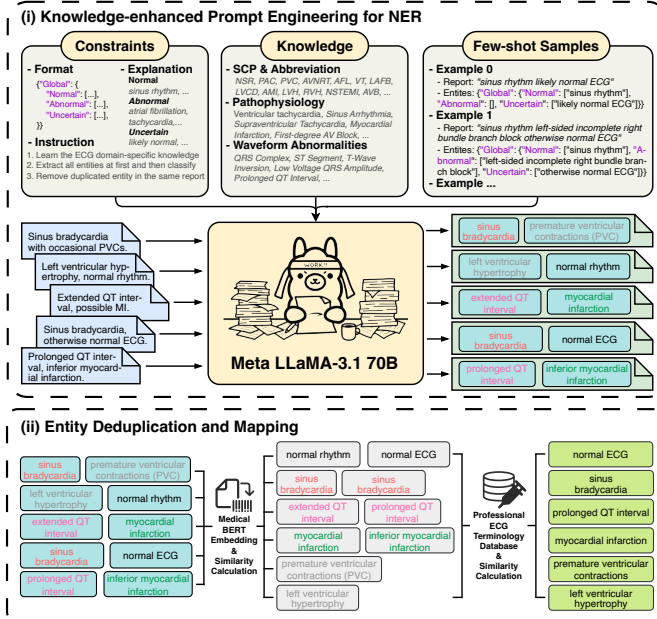 (i) Knowledge-enhanced Prompt Engineering for NER
Constraints
- Format
{"Global": {
"Normal": [...],
"Abnormal": [...],
"Uncertain": [...],
}}
- Explanation
Normal
sinus rhythm, ...
Abnormal
atrial fibrillation,
tachycardia,...
Uncertain
likely normal, ...
- Instruction
1. Learn the ECG domain-specific knowledge
2. Extract all entities at first and then classify
3. Remove duplicated entity in the same report
Knowledge
- SCP & Abbreviation
NSR, PAC, PVC, AVNRT, AFL, VT, LAFB,
LVCD, AMI, LVH, RVH, NSTEMI, AVB, ...
- Pathophysiology
Ventricular tachycardia, Sinus Arrhythmia,
Supraventricular Tachycardia, Myocardial
Infarction, First-degree AV Block, ...
- Waveform Abnormalities
QRS Complex, ST Segment, T-Wave
Inversion, Low Voltage QRS Amplitude,
Prolonged QT Interval, ...
Few-shot Samples
- Example 0
- Report: "sinus rhythm likely normal ECG"
- Entites: {"Global": {"Normal": ["sinus rhythm"],
"Abnormal": [], "Uncertain": ["likely normal ECG"]}}
- Example 1
- Report: "sinus rhythm left-sided incomplete right
bundle branch block otherwise normal ECG"
- Entities: {"Global": {"Normal": ["sinus rhythm"], "A-
bnormal": ["left-sided incomplete right bundle bran-
ch block"], "Uncertain": ["otherwise normal ECG"]}}
- Example ...
Sinus bradycardia
with occasional PVCs.
Left ventricular hyp-
ertrophy, normal rhythm.
Extended QT inter-
val, possible MI.
Sinus bradycardia,
otherwise normal ECG.
Prolonged QT inter-
val, inferior myocard-
ial infarction.
WORK!!
Meta LLaMA-3.1 70B
sinus
bradycardia
premature ventricular
contractions (PVC)
left ventricular
hypertrophy
normal rhythm
extended QT
interval
myocardial
infarction
sinus
bradycardia
normal ECG
prolonged QT
interval
inferior myocardial
infarction
(ii) Entity Deduplication and Mapping
sinus
bradycardia
premature ventricular
contractions (PVC)
left ventricular
hypertrophy
normal rhythm
extended QT
interval
myocardial
infarction
sinus
bradycardia
normal ECG
prolonged QT
interval
inferior myocardial
infarction
Medical
BERT
Embedding
&
Similarity
Calculation
normal rhythm
normal ECG
sinus
bradycardia
sinus
bradycardia
extended QT
interval
prolonged QT
interval
myocardial
infarction
inferior myocardial
infarction
premature ventricular
contractions (PVC)
left ventricular
hypertrophy
Professional
ECG
Terminology
Database
&
Similarity
Calculation
normal ECG
sinus
bradycardia
prolonged QT interval
myocardial infarction
premature ventricular
contractions
left ventricular
hypertrophy